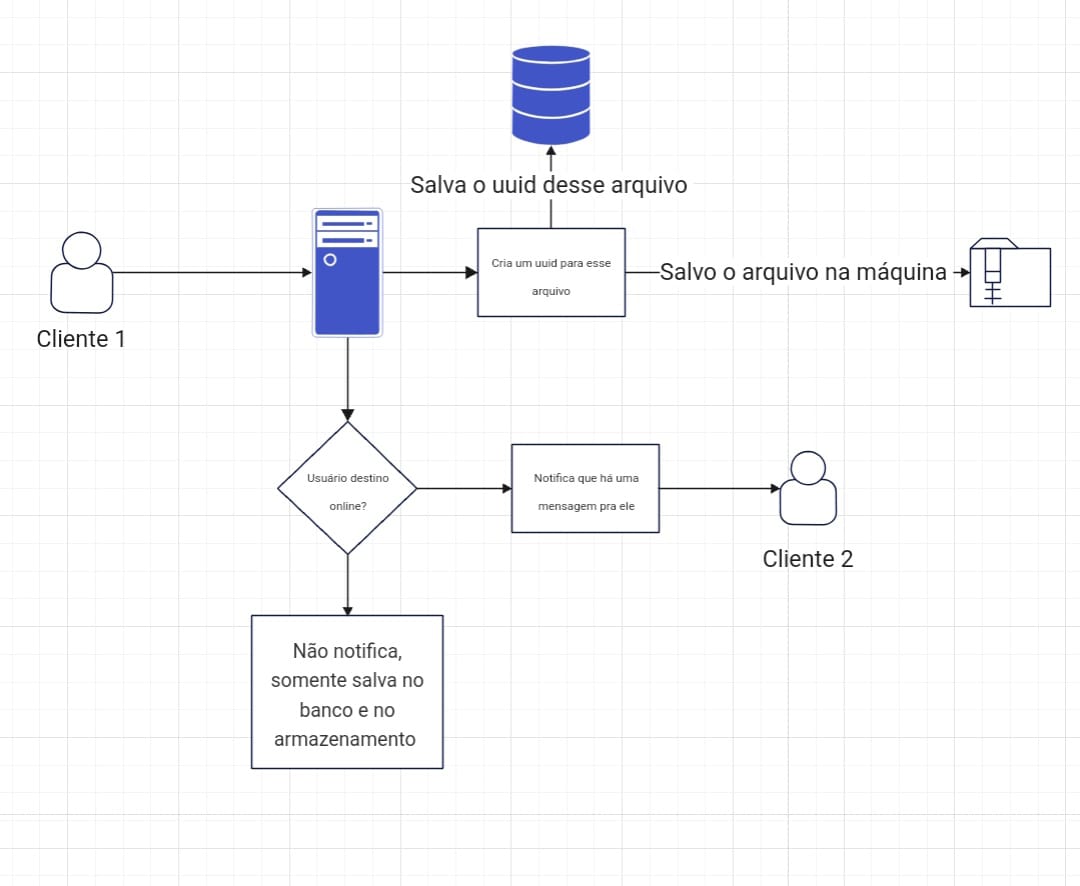 Salva o uuid desse arquivo
Cria um uuid para esse
arquivo
Salvo o arquivo na máquina
Cliente 1
Usuário destino
online?
Notifica que há uma
mensagem pra ele
Cliente 2
Não notifica,
somente salva no
banco e no
armazenamento